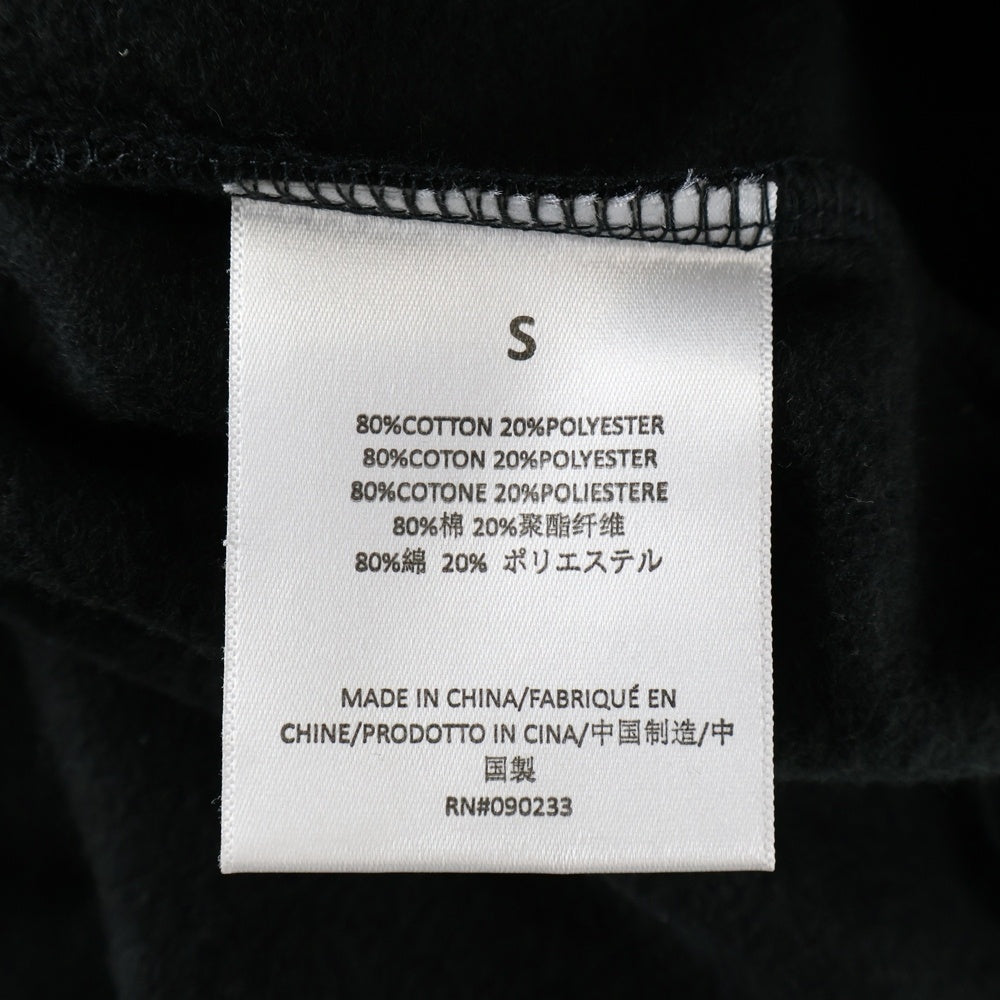 S
80%COTTON 20%POLYESTER
80%COTON 20%POLYESTER
80%COTONE 20%POLIESTERE
80%棉 20%聚酯纤维
80%綿 20% ポリエステル
MADE IN CHINA/FABRIQUÉ EN
CHINE/PRODOTTO IN CINA/中国制造/中
国製
RN#090233